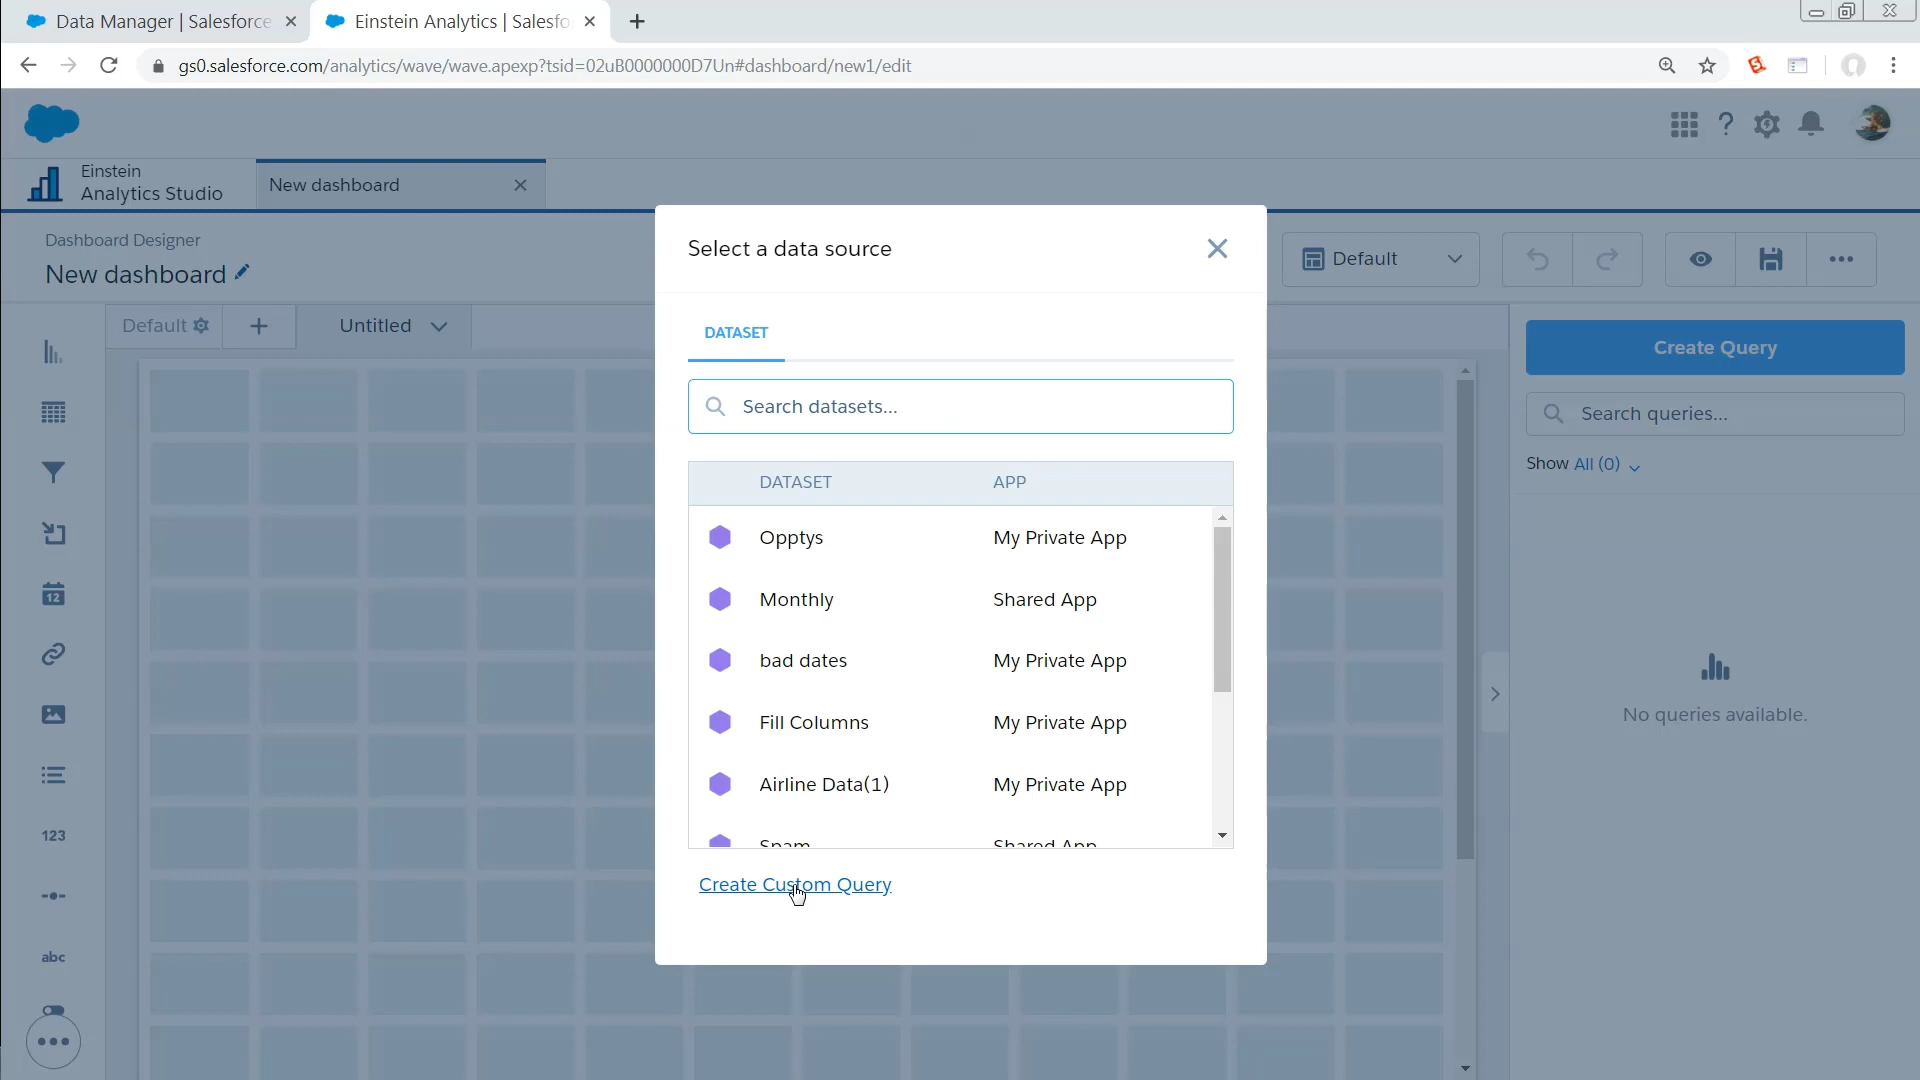 Data Manager | Salesforce
Einstein Analytics | Salesfo
gs0.salesforce.com/analytics/wave/wave.apexp?tsid=02uB0000000D7Un#dashboard/new1/edit
Einstein
Analytics Studio
New dashboard
Dashboard Designer
New dashboard
Default
Default
Untitled
Select a data source
DATASET
Search datasets...
DATASET APP
Opptys My Private App
Monthly Shared App
bad dates My Private App
Fill Columns My Private App
Airline Data(1) My Private App
Spam Shared App
Create Custom Query
Create Query
Search queries...
Show All (0)
No queries available.
12
123
abc